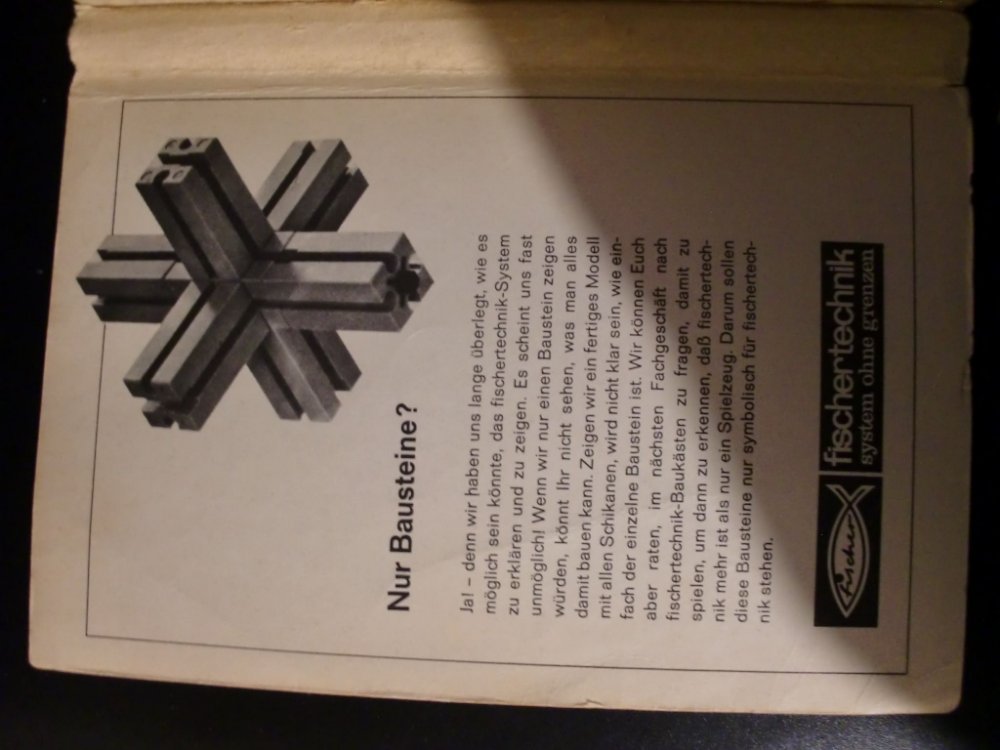 Nur Bausteine?
Ja! – denn wir haben uns lange überlegt, wie es
möglich sein könnte, das fischertechnik-System
zu erklären und zu zeigen. Es scheint uns fast
unmöglich! Wenn wir nur einen Baustein zeigen
würden, könnt Ihr nicht sehen, was man alles
damit bauen kann. Zeigen wir ein fertiges Modell
mit allen Schikanen, wird nicht klar sein, wie ein-
fach der einzelne Baustein ist. Wir können Euch
aber raten, im nächsten Fachgeschäft nach
fischertechnik-Baukästen zu fragen, damit zu
spielen, um dann zu erkennen, daß fischertech-
nik mehr ist als nur ein Spielzeug. Darum sollen
diese Bausteine nur symbolisch für fischertech-
nik stehen.
fischer
fischertechnik
system ohne grenzen